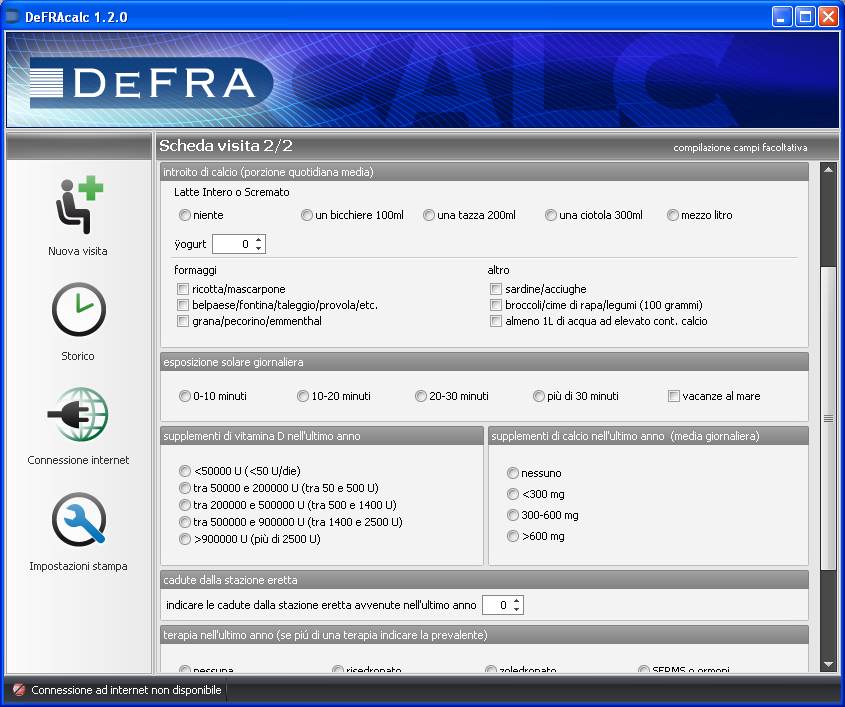 DeFRAcalc 1.2.0
DEFRA
CALC
Scheda visita 2/2
compilazione campi facoltativa
Nuova visita
Storico
Connessione internet
Impostazioni stampa
introito di calcio (porzione quotidiana media)
Latte Intero o Scremato
niente un bicchiere 100ml una tazza 200ml una ciotola 300ml mezzo litro
ÿogurt 0
formaggi altro
ricotta/mascarpone sardine/acciughe
belpaese/fontina/taleggio/provola/etc. broccoli/cime di rapa/legumi (100 grammi)
grana/pecorino/emmenthal almeno 1L di acqua ad elevato cont. calcio
esposizione solare giornaliera
0-10 minuti 10-20 minuti 20-30 minuti più di 30 minuti vacanze al mare
supplementi di vitamina D nell'ultimo anno
<50000 U (<50 U/die)
tra 50000 e 200000 U (tra 50 e 500 U)
tra 200000 e 500000 U (tra 500 e 1400 U)
tra 500000 e 900000 U (tra 1400 e 2500 U)
>900000 U (più di 2500 U)
supplementi di calcio nell'ultimo anno (media giornaliera)
nessuno
<300 mg
300-600 mg
>600 mg
cadute dalla stazione eretta
indicare le cadute dalla stazione eretta avvenute nell'ultimo anno 0
terapia nell'ultimo anno (se piú di una terapia indicare la prevalente)
nessuna risedronato zoledronato SERMS o ormoni
Connessione ad internet non disponibile